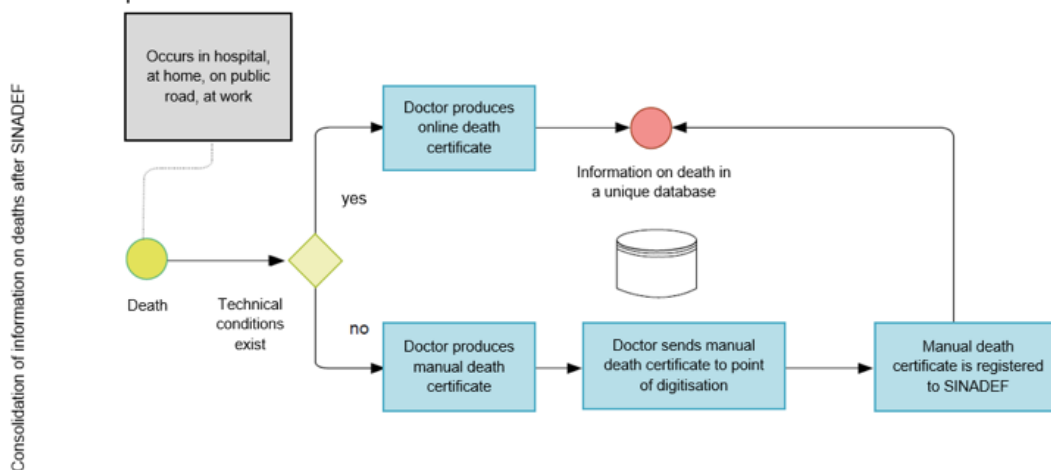 Consolidation of information on deaths after SINADEF
Occurs in hospital,
at home, on public
road, at work
Death
Technical
conditions
exist
yes
no
Doctor produces
online death
certificate
Information on death in
a unique database
Doctor produces
manual death
certificate
Doctor sends manual
death certificate to point
of digitisation
Manual death
certificate is registered
to SINADEF